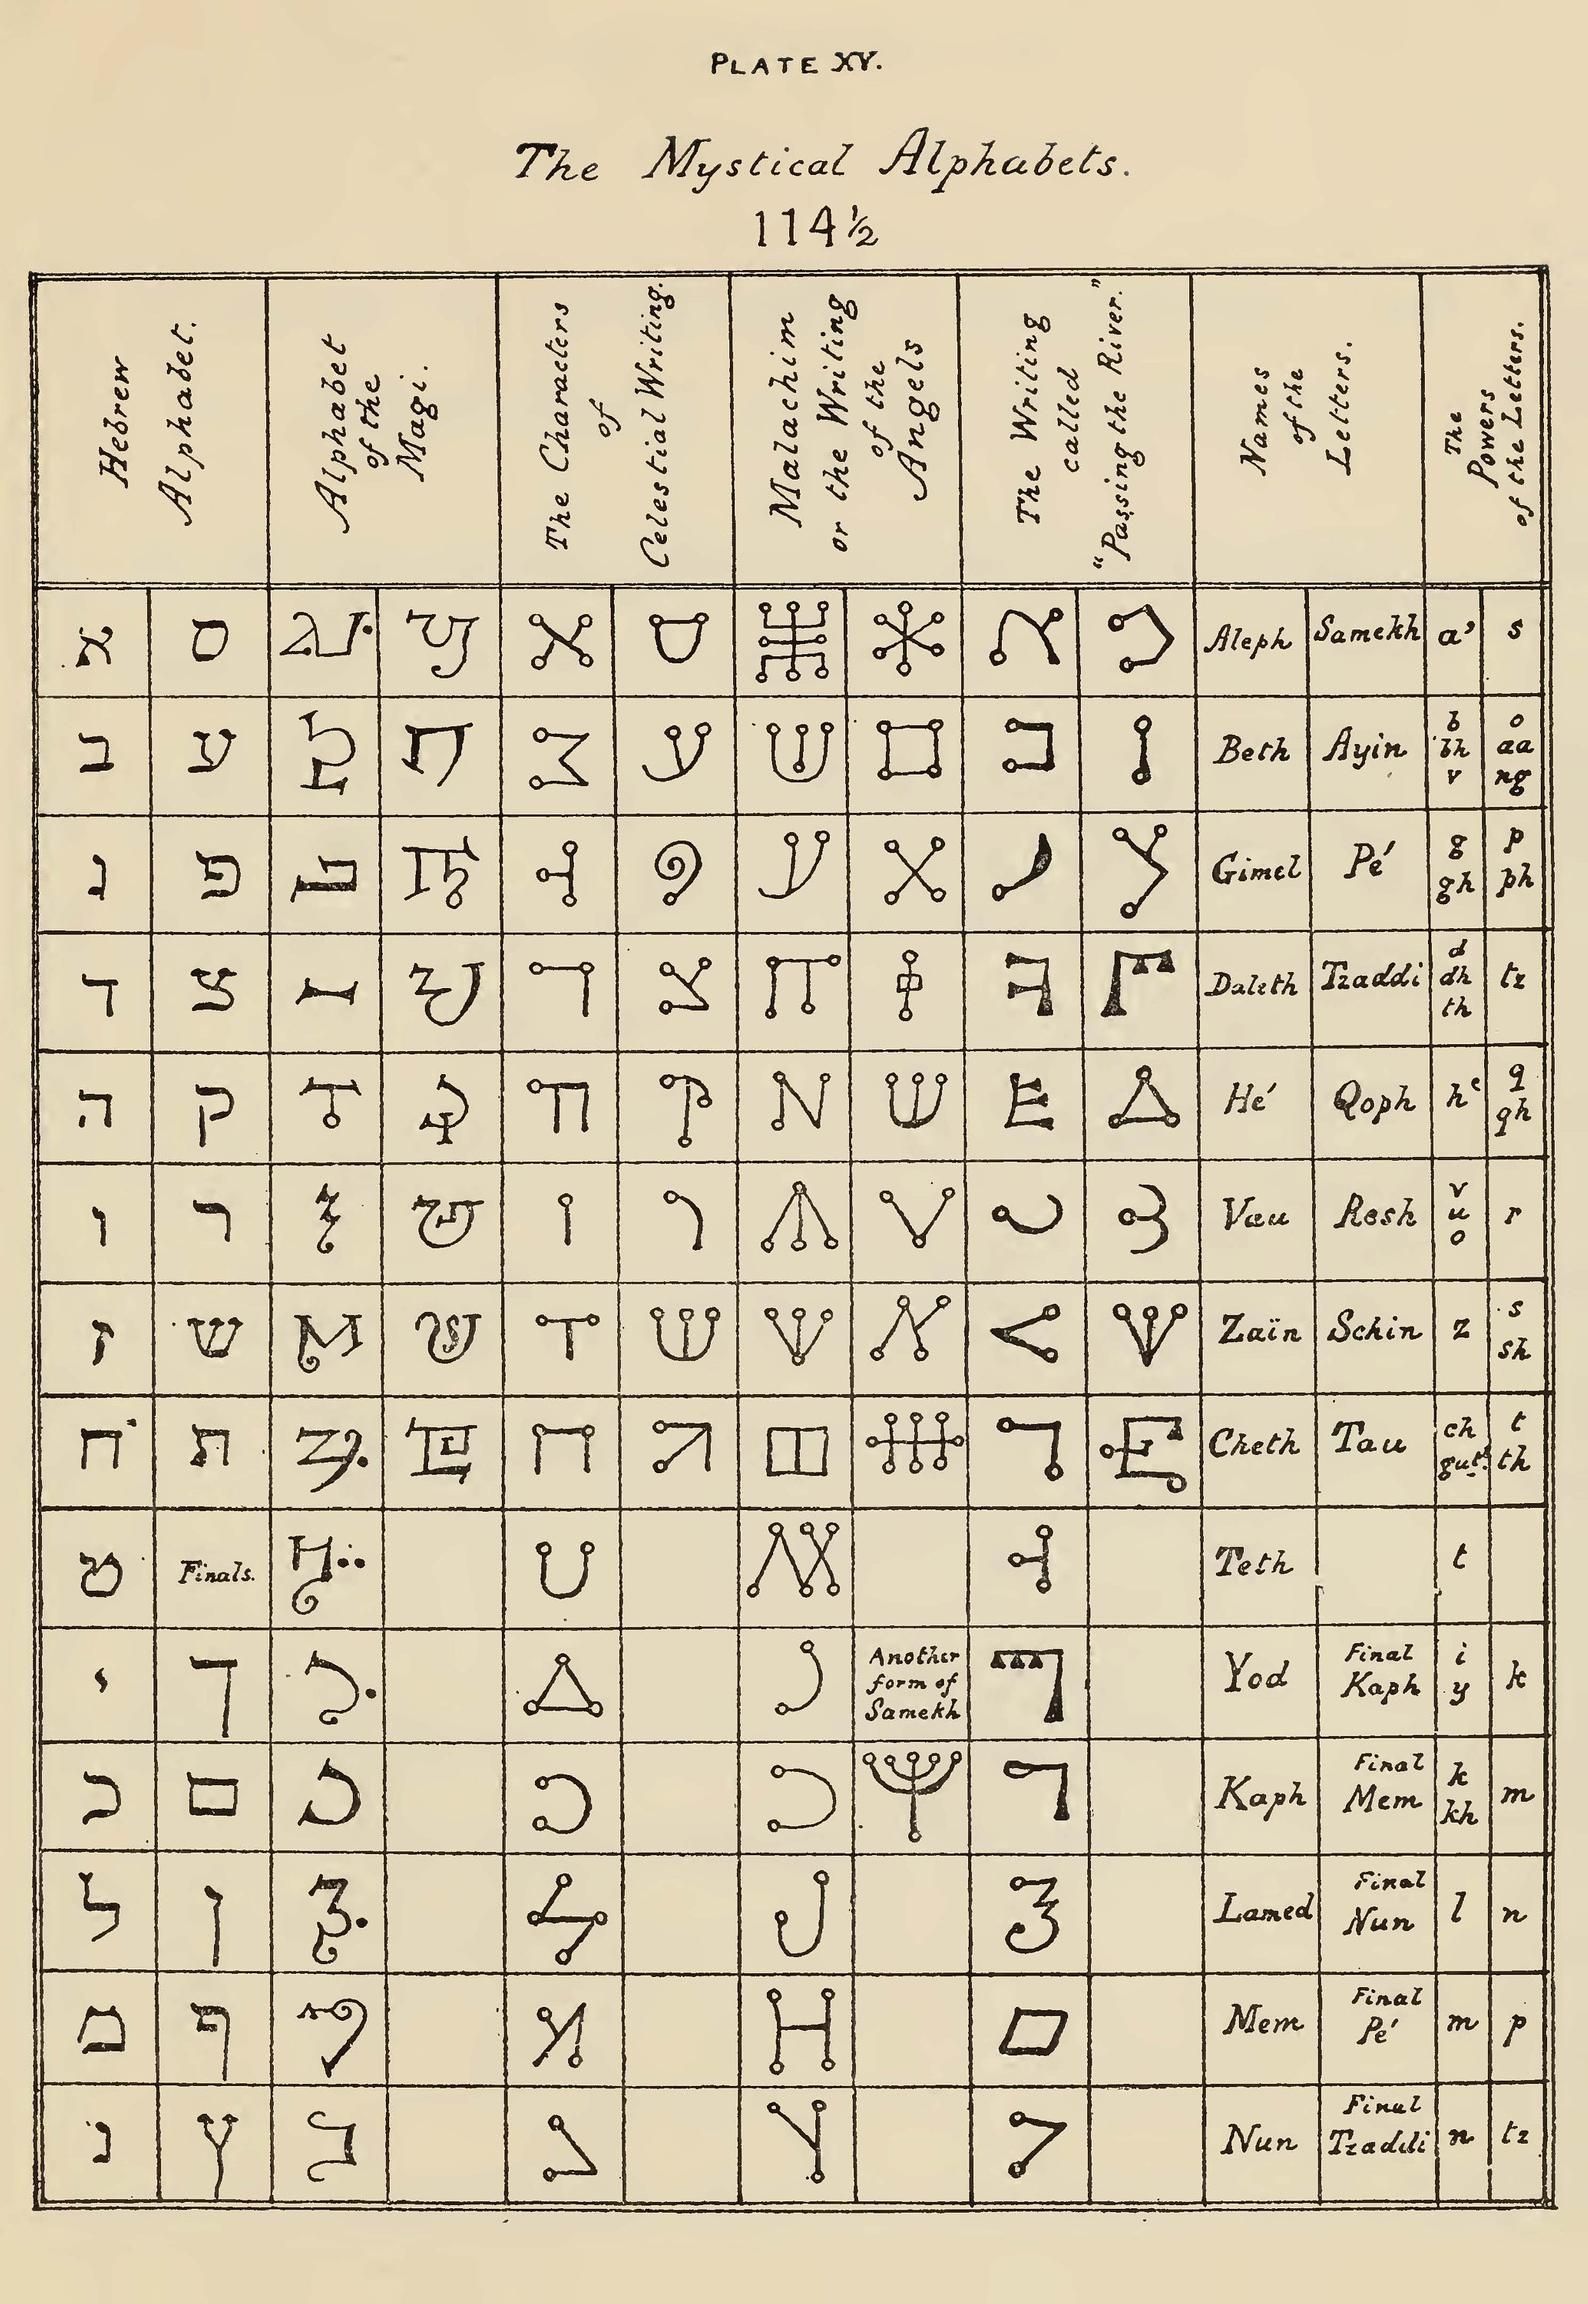 PLATE XV.
The Mystical Alphabets.
114½
Hebrew Alphabet.
Alphabet of the Magi.
The Characters of Celestial Writing.
Malachim or the Writing of the Angels
The Writing called "Passing the River."
Names of the Letters.
The Powers of the Letters.
א ס Aleph Samekh a' s
ב ע Beth Ayin b bh v o aa ng
ג פ Gimel Pé g gh p ph
ד צ Daleth Tzaddi d dh th tz
ה ק Hé Qoph h' q qh
ו ר Vau Resh v u o r
ז ש Zaïn Schin z s sh
ח ת Cheth Tau ch gutt. t th
ט Finals. Teth t
י ך Another form of Samekh Yod Final Kaph i y k
כ ם Kaph Final Mem k kh m
ל ן Lamed Final Nun l n
מ ף Mem Final Pé m p
נ ץ Nun Final Tzaddi n tz